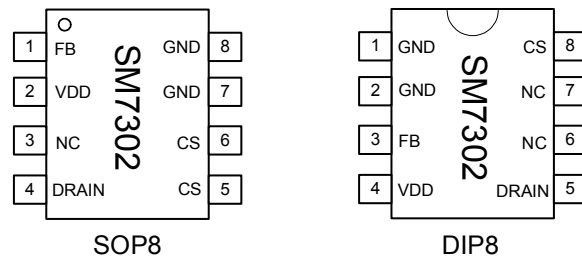 1 FB GND 8
2 VDD GND 7
3 NC CS 6
4 DRAIN CS 5
SM7302
SOP8
1 GND CS 8
2 GND NC 7
3 FB NC 6
4 VDD DRAIN 5
SM7302
DIP8